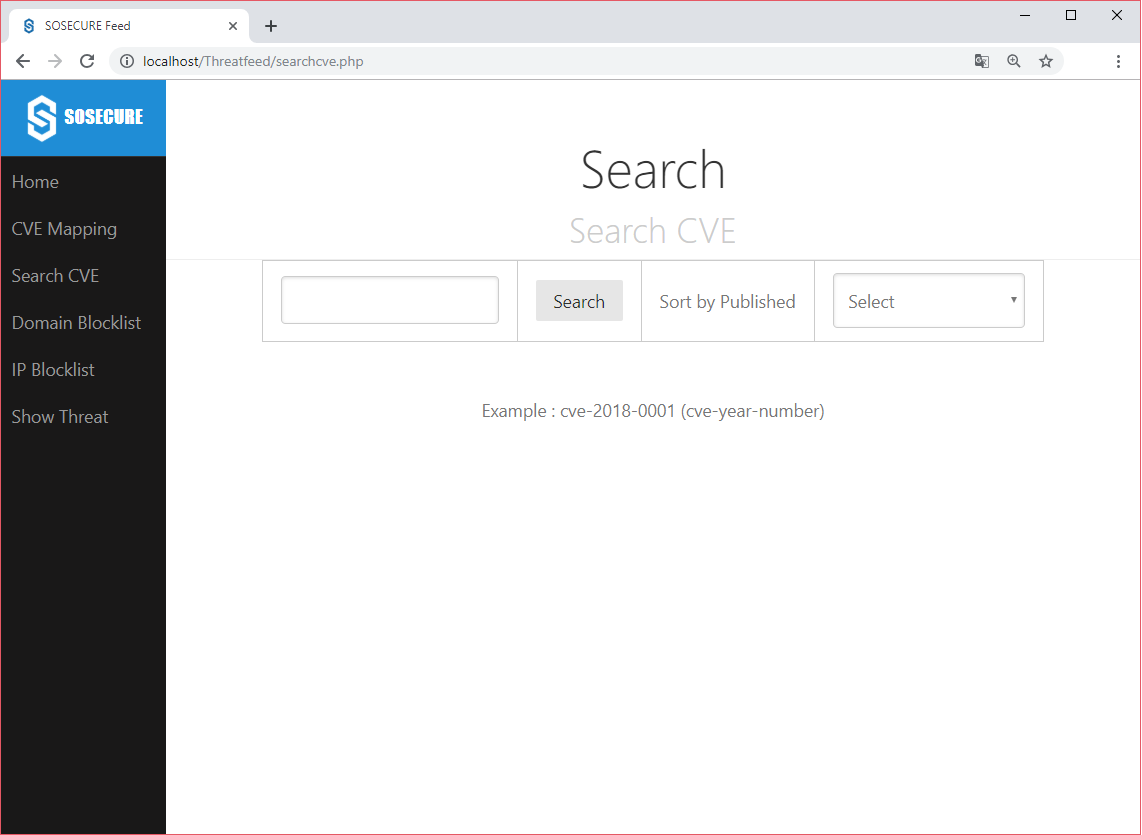 SOSECURE Feed
localhost/Threatfeed/searchcve.php
SOSECURE
Home
CVE Mapping
Search CVE
Domain Blocklist
IP Blocklist
Show Threat
Search
Search CVE
Search Sort by Published Select
Example : cve-2018-0001 (cve-year-number)